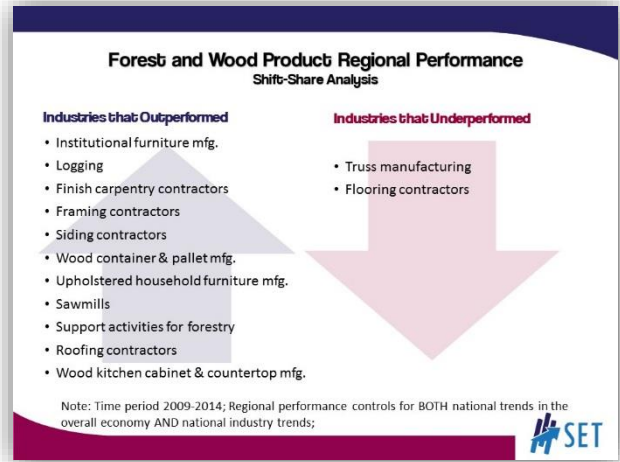 Forest and Wood Product Regional Performance
Shift-Share Analysis
Industries that Outperformed
• Institutional furniture mfg.
• Logging
• Finish carpentry contractors
• Framing contractors
• Siding contractors
• Wood container & pallet mfg.
• Upholstered household furniture mfg.
• Sawmills
• Support activities for forestry
• Roofing contractors
• Wood kitchen cabinet & countertop mfg.
Industries that Underperformed
• Truss manufacturing
• Flooring contractors
Note: Time period 2009-2014; Regional performance controls for BOTH national trends in the
overall economy AND national industry trends;
SET